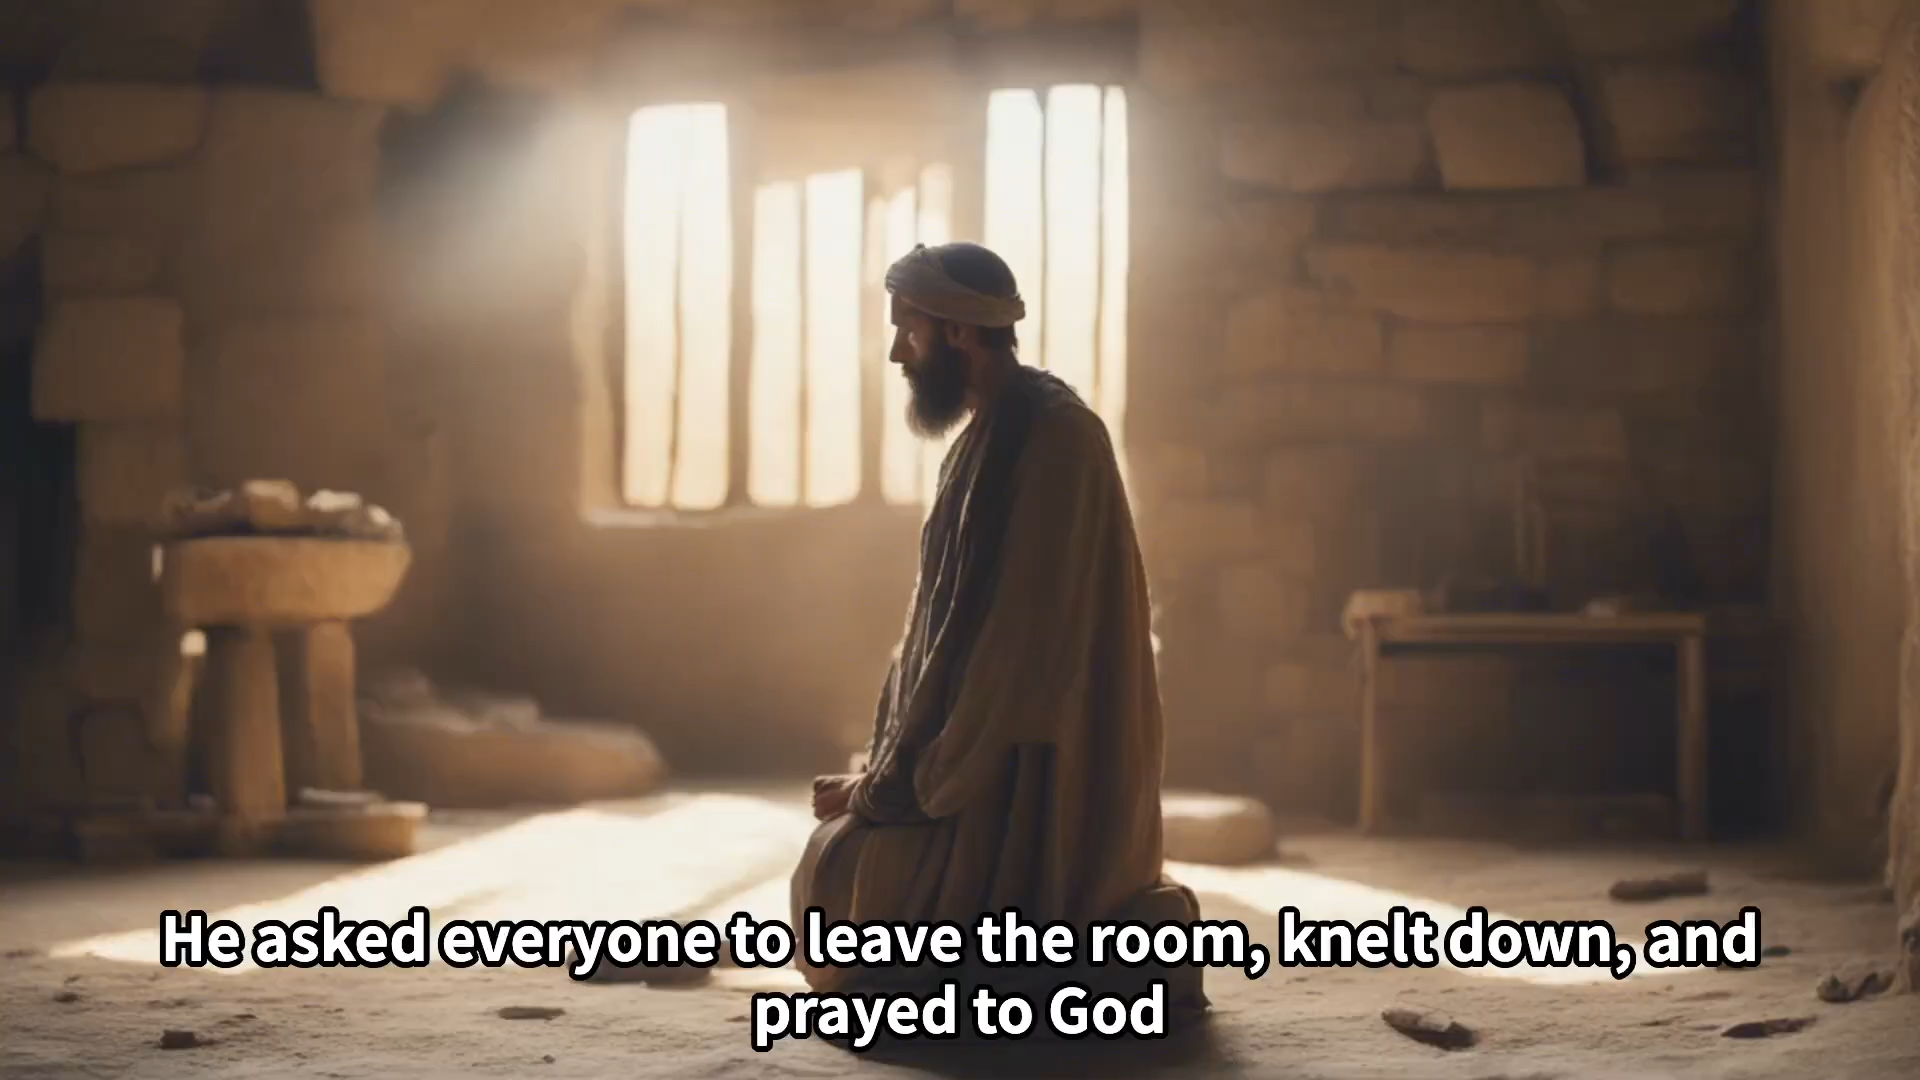 He asked everyone to leave the room, knelt down, and
prayed to God